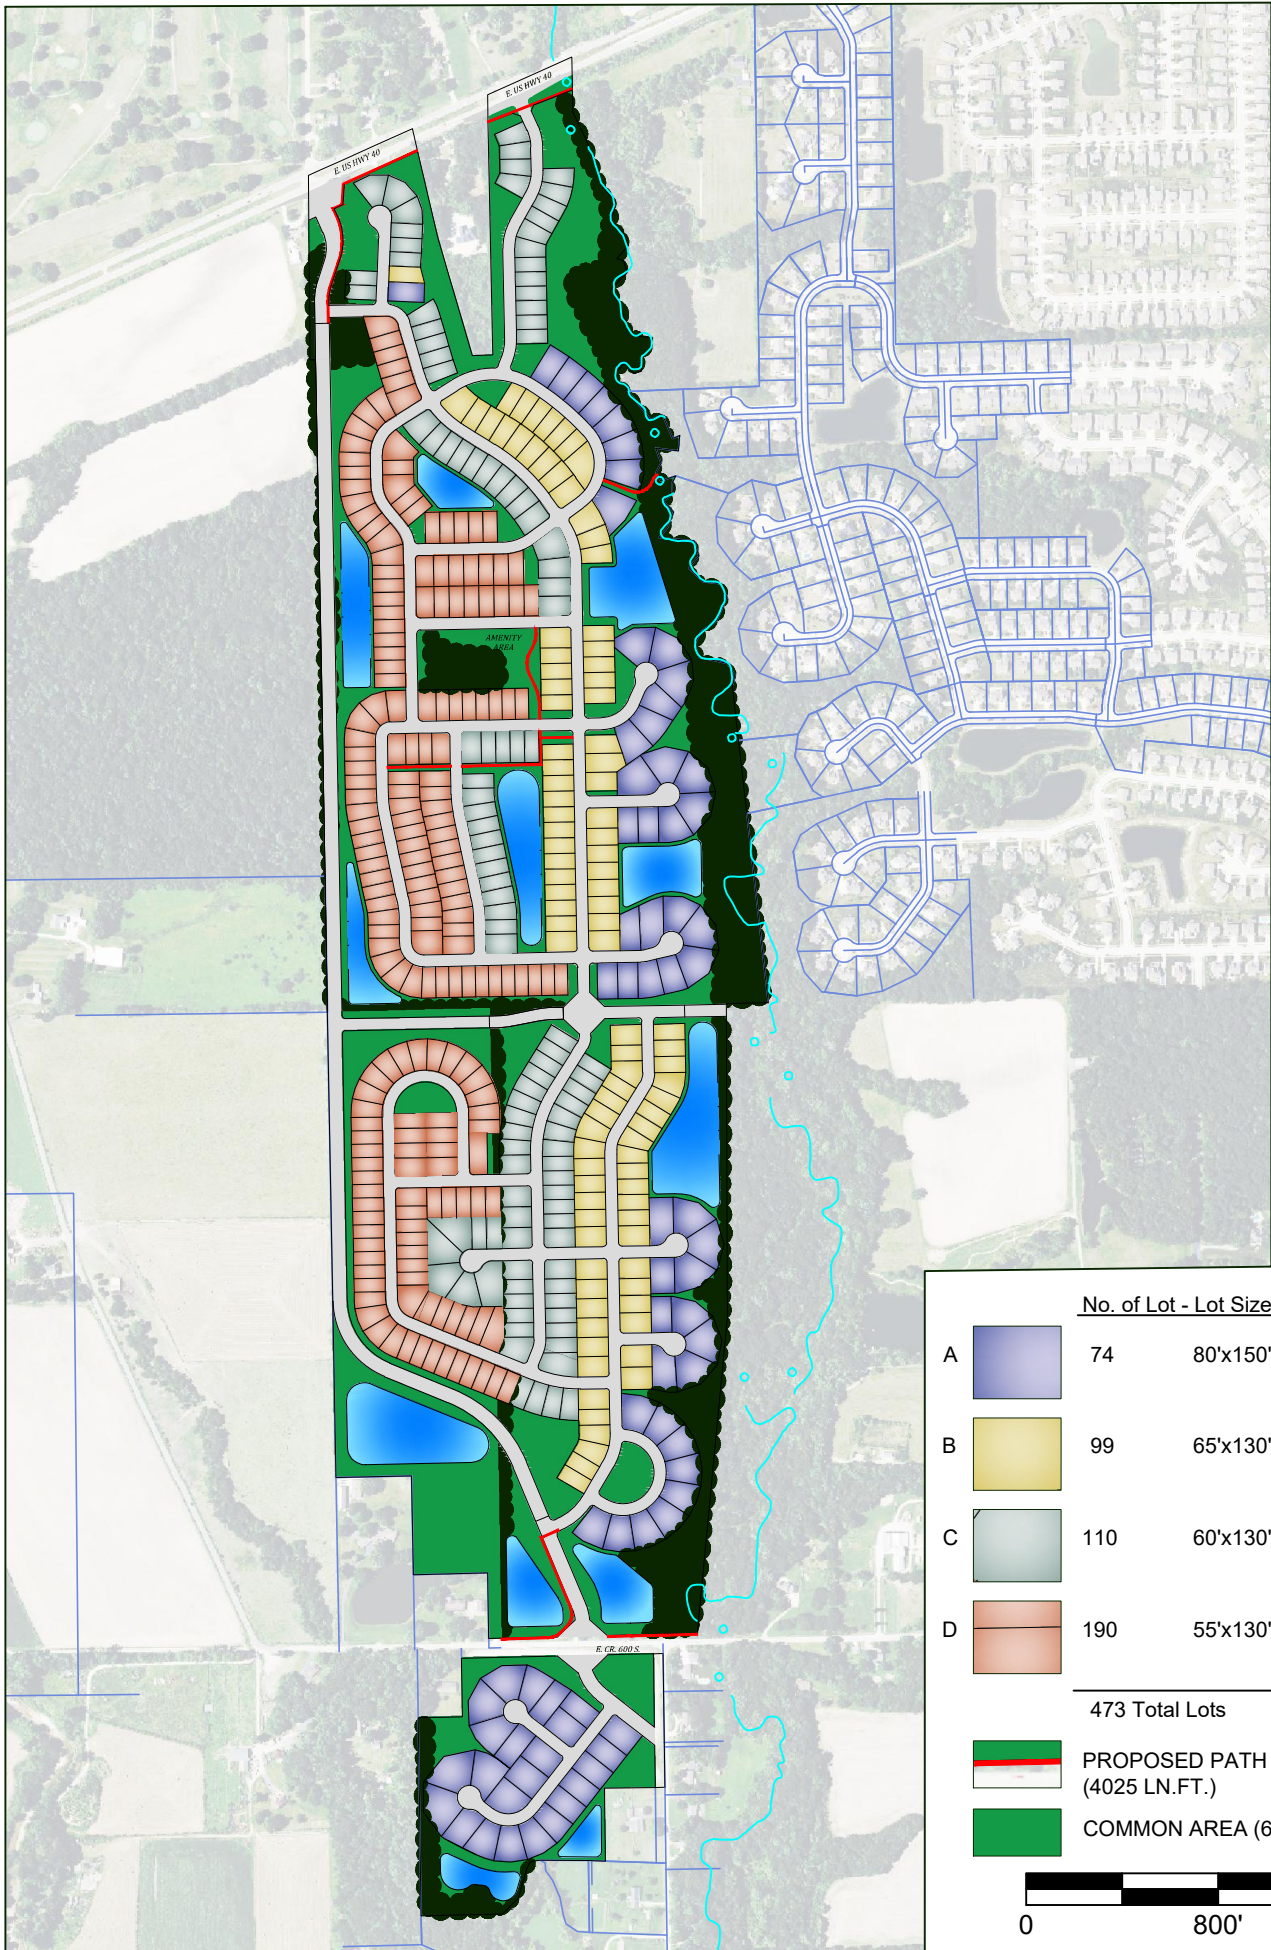 E. US HWY 40
E. US HWY 40
AMENITY
AREA
E. CR. 600 S.
No. of Lot - Lot Size
A 74 80'x150'
B 99 65'x130'
C 110 60'x130'
D 190 55'x130'
473 Total Lots
PROPOSED PATH
(4025 LN.FT.)
COMMON AREA (6
0 800'